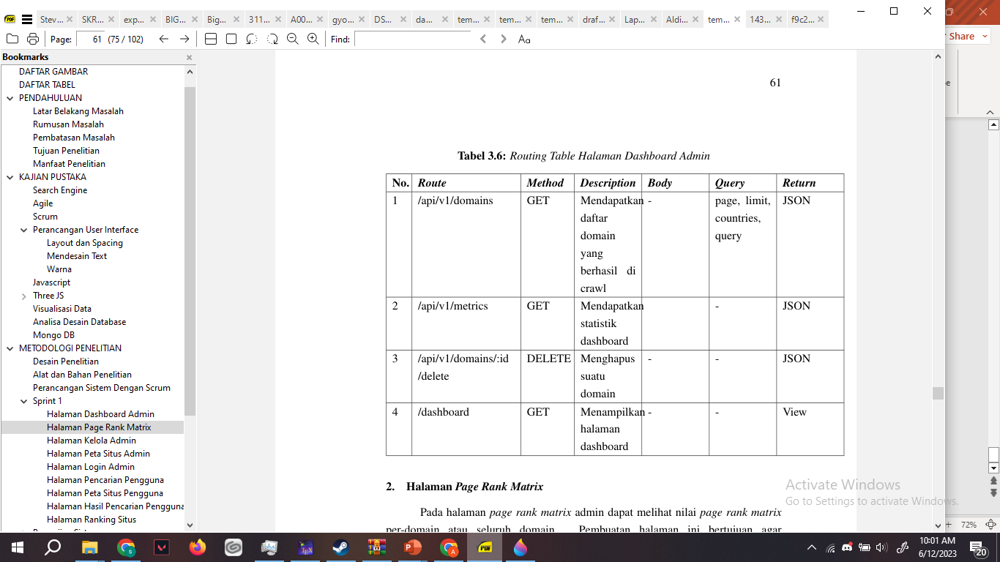 Stev...
SKR...
exp...
BIG...
Big...
311...
A00...
gyo...
DS...
da...
tem...
tem...
tem...
draf...
Lap...
Aldi...
tem...
143...
f9c2...
Share
Page: 61 (75 / 102)
Find:
Aa
Bookmarks
DAFTAR GAMBAR
DAFTAR TABEL
PENDAHULUAN
Latar Belakang Masalah
Rumusan Masalah
Pembatasan Masalah
Tujuan Penelitian
Manfaat Penelitian
KAJIAN PUSTAKA
Search Engine
Agile
Scrum
Perancangan User Interface
Layout dan Spacing
Mendesain Text
Warna
Javascript
Three JS
Visualisasi Data
Analisa Desain Database
Mongo DB
METODOLOGI PENELITIAN
Desain Penelitian
Alat dan Bahan Penelitian
Perancangan Sistem Dengan Scrum
Sprint 1
Halaman Dashboard Admin
Halaman Page Rank Matrix
Halaman Kelola Admin
Halaman Peta Situs Admin
Halaman Login Admin
Halaman Pencarian Pengguna
Halaman Peta Situs Pengguna
Halaman Hasil Pencarian Pengguna
Halaman Ranking Situs
61
Tabel 3.6: Routing Table Halaman Dashboard Admin
No. Route Method Description Body Query Return
1 /api/v1/domains GET Mendapatkan - page, limit, JSON
daftar countries,
domain query
yang
berhasil di
crawl
2 /api/v1/metrics GET Mendapatkan - JSON
statistik
dashboard
3 /api/v1/domains/:id DELETE Menghapus - - JSON
/delete suatu
domain
4 /dashboard GET Menampilkan - - View
halaman
dashboard
2. Halaman Page Rank Matrix
Pada halaman page rank matrix admin dapat melihat nilai page rank matrix
per-domain atau seluruh domain. Pembuatan halaman ini bertujuan agar
Activate Windows
Go to Settings to activate Windows.
72%
10:01 AM
6/12/2023
20